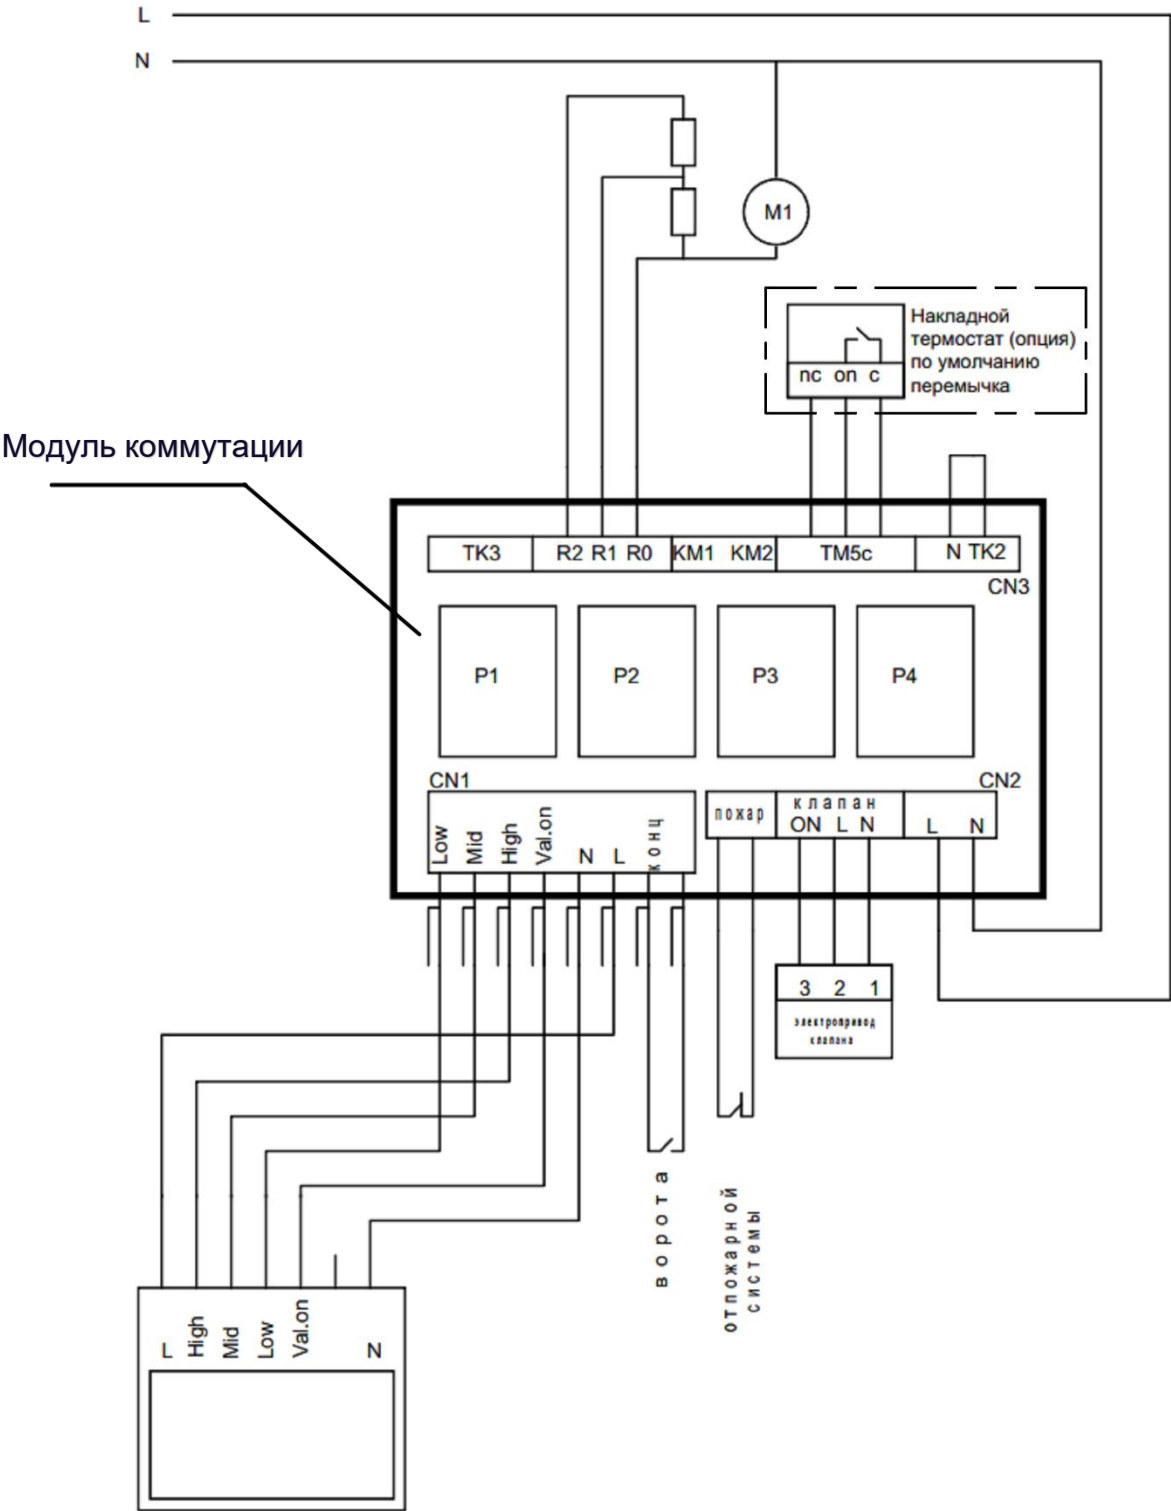 L
N
M1
Накладной
термостат (опция)
по умолчанию
перемычка
nc on c
Модуль коммутации
TK3 R2 R1 R0 KM1 KM2 TM5c N TK2
CN3
P1 P2 P3 P4
CN1 CN2
Low Mid High Val.on N L конц
пожар
клапан
ON L N
L N
3 2 1
электропривод
клапана
ворота
отпожарной
системы
L High Mid Low Val.on N